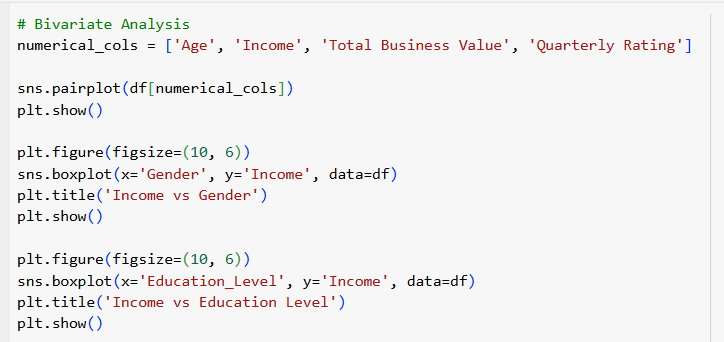 # Bivariate Analysis
numerical_cols = ['Age', 'Income', 'Total Business Value', 'Quarterly Rating']
sns.pairplot(df[numerical_cols])
plt.show()
plt.figure(figsize=(10, 6))
sns.boxplot(x='Gender', y='Income', data=df)
plt.title('Income vs Gender')
plt.show()
plt.figure(figsize=(10, 6))
sns.boxplot(x='Education_Level', y='Income', data=df)
plt.title('Income vs Education Level')
plt.show()